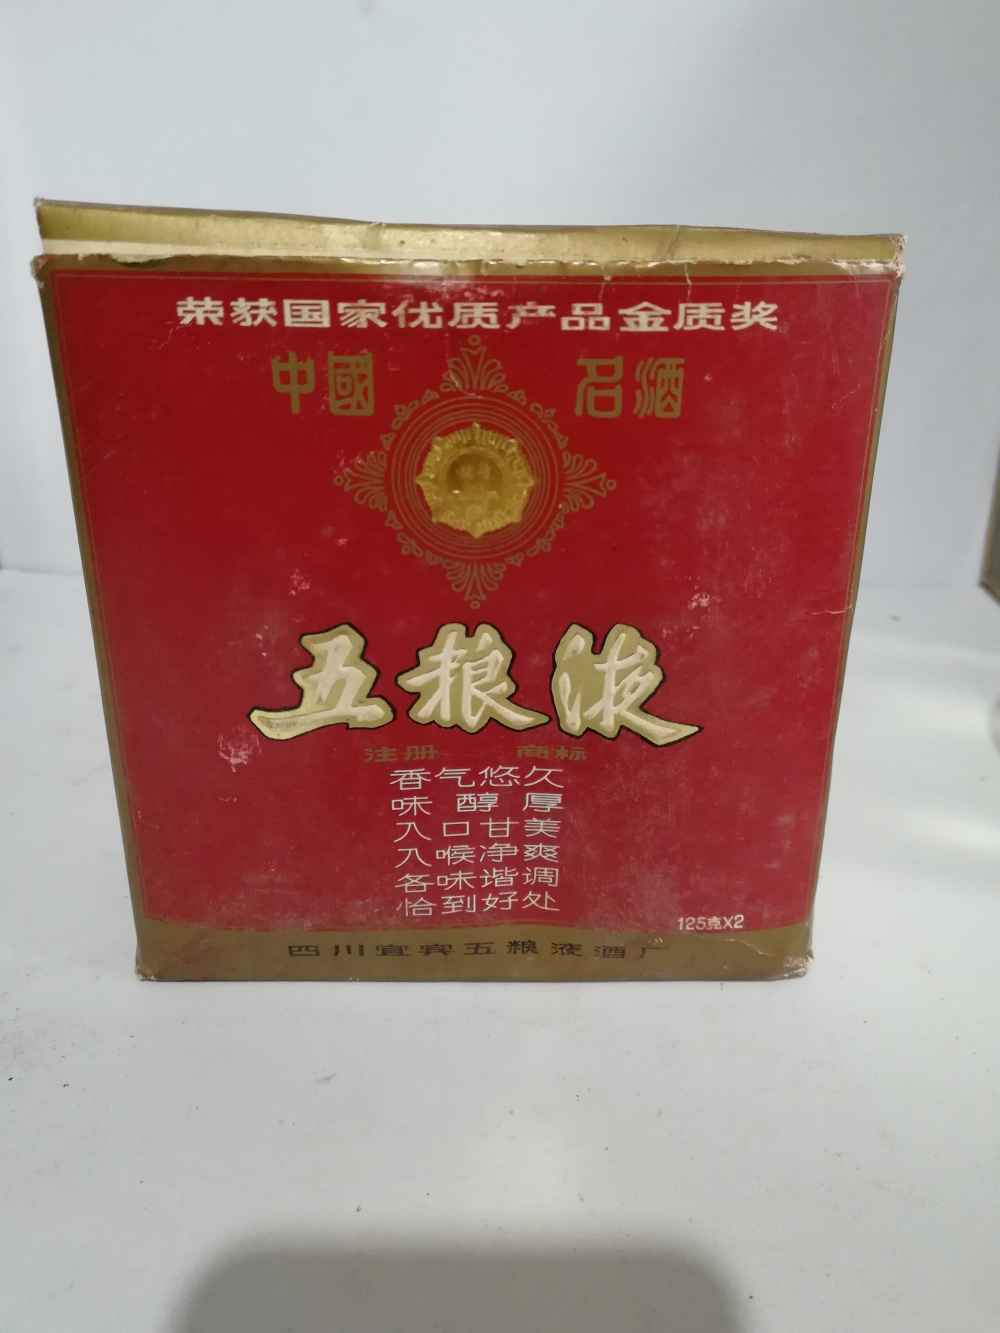 荣获国家优质产品金质奖
中國 名酒
五粮液
注册 商标
香气悠久
味醇厚
入口甘美
入喉净爽
各味谐调
恰到好处
125克X2
四川宜宾五粮液酒厂